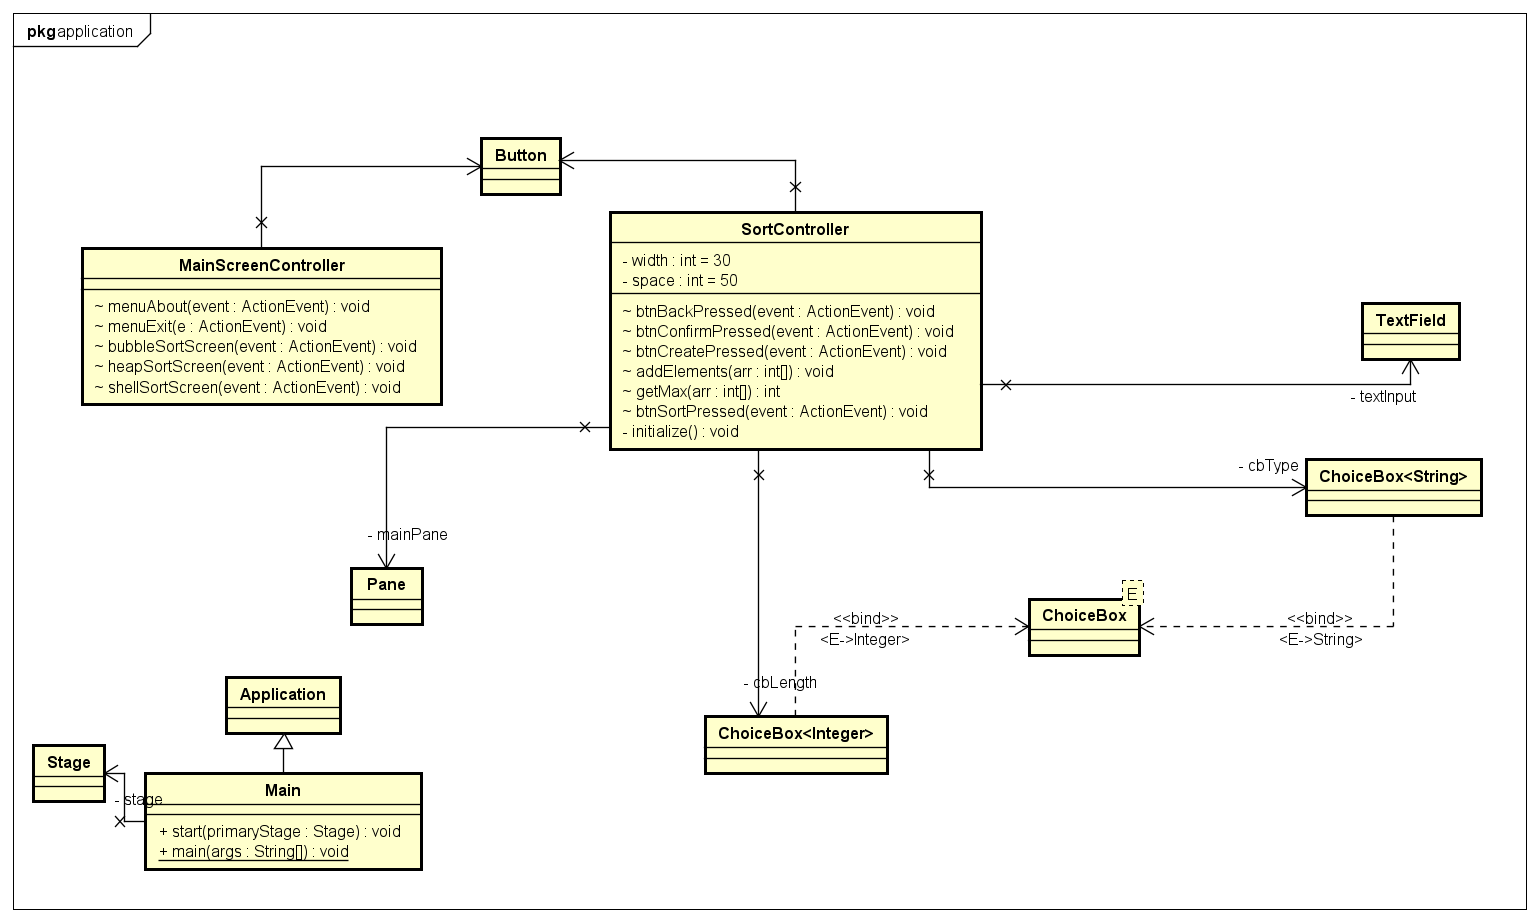 pkg application
Button
MainScreenController
~ menuAbout(event : ActionEvent) : void
~ menuExit(e : ActionEvent) : void
~ bubbleSortScreen(event : ActionEvent) : void
~ heapSortScreen(event : ActionEvent) : void
~ shellSortScreen(event : ActionEvent) : void
SortController
- width : int = 30
- space : int = 50
~ btnBackPressed(event : ActionEvent) : void
~ btnConfirmPressed(event : ActionEvent) : void
~ btnCreatePressed(event : ActionEvent) : void
~ addElements(arr : int[]) : void
~ getMax(arr : int[]) : int
~ btnSortPressed(event : ActionEvent) : void
- initialize() : void
TextField
- textInput
- cbType
ChoiceBox<String>
- mainPane
Pane
E
ChoiceBox
<<bind>>
<E->Integer>
<<bind>>
<E->String>
- cbLength
ChoiceBox<Integer>
Application
Stage
- stage
Main
+ start(primaryStage : Stage) : void
+ main(args : String[]) : void